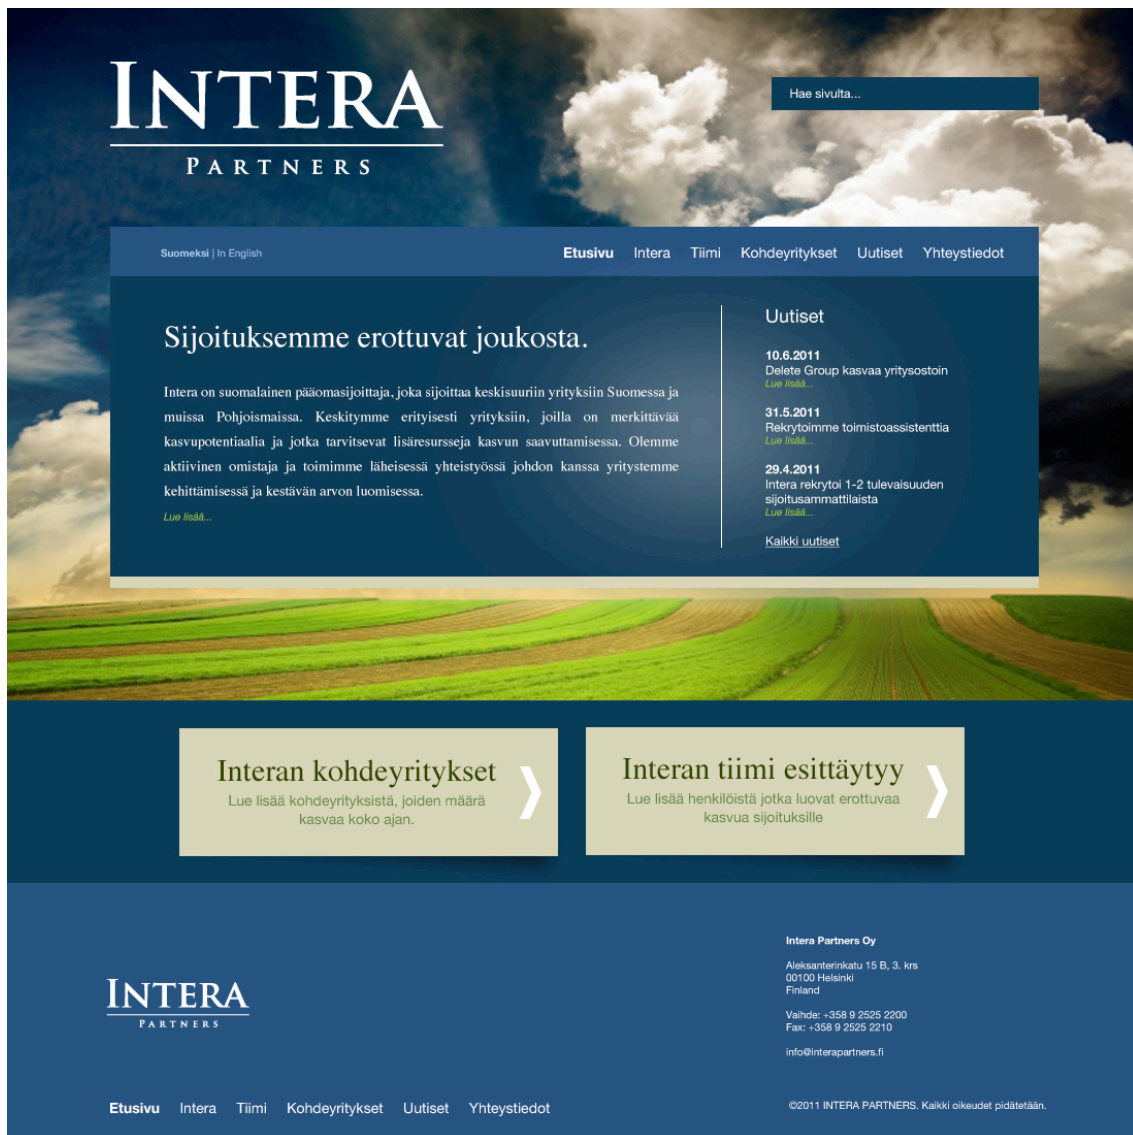 INTERA
PARTNERS
Hae sivulta...
Suomeksi | In English
Etusivu Intera Tiimi Kohdeyritykset Uutiset Yhteystiedot
Sijoituksemme erottuvat joukosta.
Intera on suomalainen pääomasijoittaja, joka sijoittaa keskisuuriin yrityksiin Suomessa ja
muissa Pohjoismaissa. Keskitymme erityisesti yrityksiin, joilla on merkittävää
kasvupotentiaalia ja jotka tarvitsevat lisäresursseja kasvun saavuttamisessa. Olemme
aktiivinen omistaja ja toimimme läheisessä yhteistyössä johdon kanssa yritystemme
kehittämisessä ja kestävän arvon luomisessa.
Lue lisää...
Uutiset
10.6.2011
Delete Group kasvaa yritysostoin
Lue lisää...
31.5.2011
Rekrytoimme toimistoassistenttia
Lue lisää...
29.4.2011
Intera rekrytoi 1-2 tulevaisuuden
sijoitusammattilaista
Lue lisää...
Kaikki uutiset
Interan kohdeyritykset
Lue lisää kohdeyrityksistä, joiden määrä
kasvaa koko ajan.
Interan tiimi esittäytyy
Lue lisää henkilöistä jotka luovat erottuvaa
kasvua sijoituksille
INTERA
PARTNERS
Intera Partners Oy
Aleksanterinkatu 15 B, 3. krs
00100 Helsinki
Finland
Vaihde: +358 9 2525 2200
Fax: +358 9 2525 2210
info@interapartners.fi
Etusivu Intera Tiimi Kohdeyritykset Uutiset Yhteystiedot
©2011 INTERA PARTNERS. Kaikki oikeudet pidätetään.